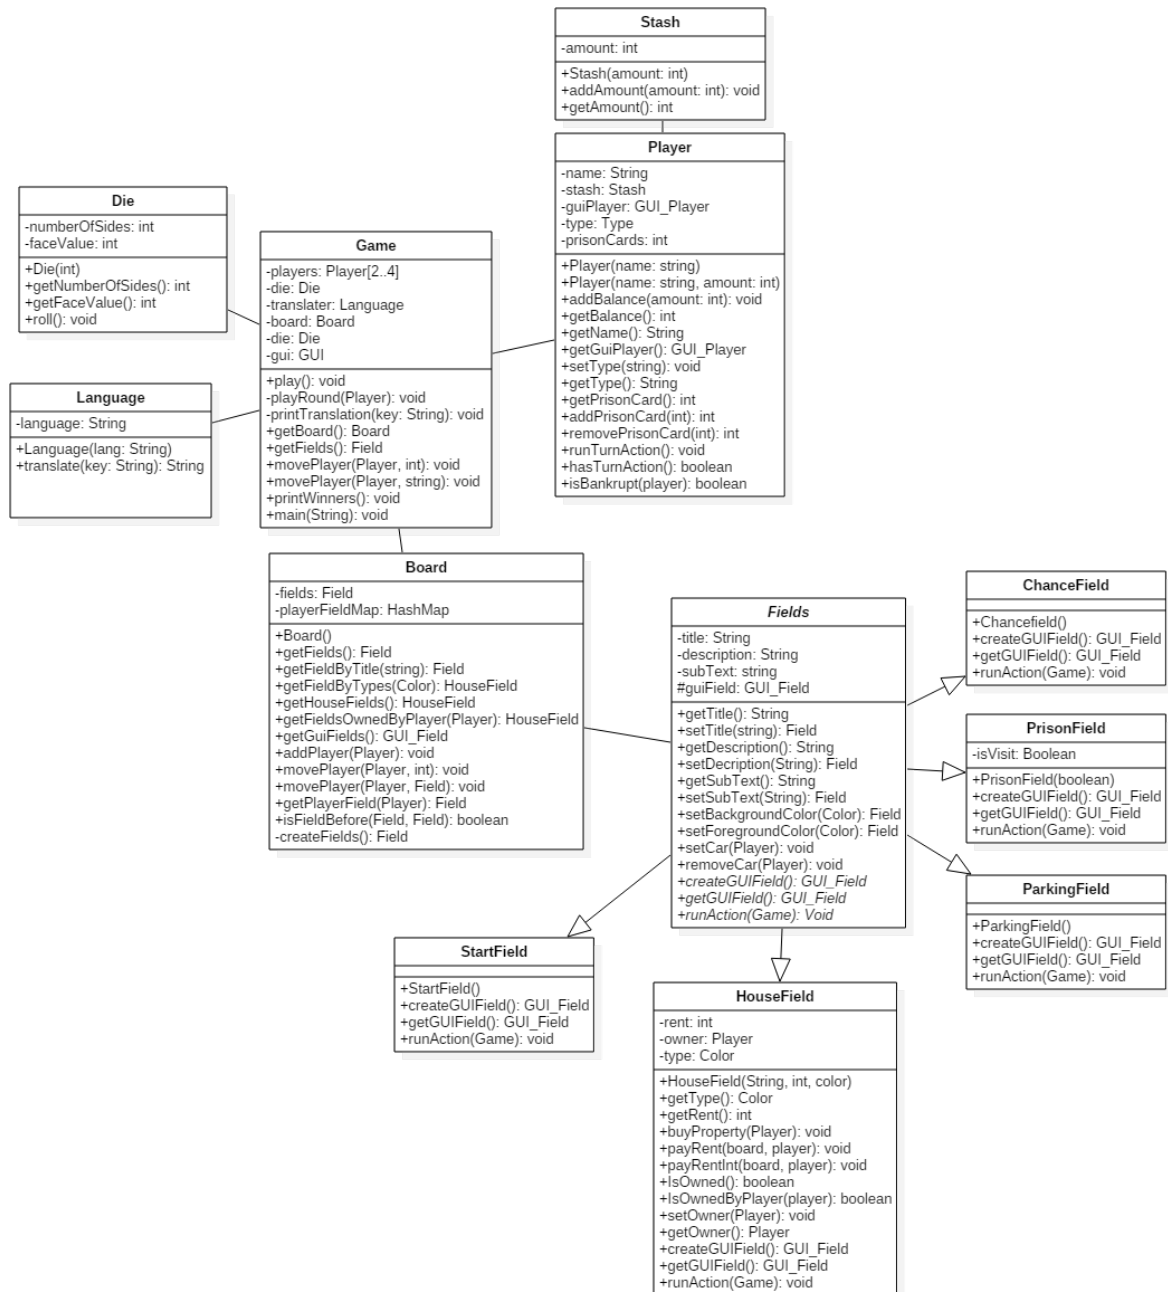 Stash
-amount: int
+Stash(amount: int)
+addAmount(amount: int): void
+getAmount(): int
Player
-name: String
-stash: Stash
-guiPlayer: GUI_Player
-type: Type
-prisonCards: int
+Player(name: string)
+Player(name: string, amount: int)
+addBalance(amount: int): void
+getBalance(): int
+getName(): String
+getGuiPlayer(): GUI_Player
+setType(string): void
+getType(): String
+getPrisonCard(): int
+addPrisonCard(int): int
+removePrisonCard(int): int
+runTurnAction(): void
+hasTurnAction(): boolean
+isBankrupt(player): boolean
Die
-numberOfSides: int
-faceValue: int
+Die(int)
+getNumberOfSides(): int
+getFaceValue(): int
+roll(): void
Game
-players: Player[2..4]
-die: Die
-translater: Language
-board: Board
-die: Die
-gui: GUI
+play(): void
-playRound(Player): void
-printTranslation(key: String): void
+getBoard(): Board
+getFields(): Field
+movePlayer(Player, int): void
+movePlayer(Player, string): void
+printWinners(): void
+main(String): void
Language
-language: String
+Language(lang: String)
+translate(key: String): String
Board
-fields: Field
-playerFieldMap: HashMap
+Board()
+getFields(): Field
+getFieldByTitle(string): Field
+getFieldByTypes(Color): HouseField
+getHouseFields(): HouseField
+getFieldsOwnedByPlayer(Player): HouseField
+getGuiFields(): GUI_Field
+addPlayer(Player): void
+movePlayer(Player, int): void
+movePlayer(Player, Field): void
+getPlayerField(Player): Field
+isFieldBefore(Field, Field): boolean
-createFields(): Field
Fields
-title: String
-description: String
-subText: string
#guiField: GUI_Field
+getTitle(): String
+setTitle(string): Field
+getDescription(): String
+setDecription(String): Field
+getSubText(): String
+setSubText(String): Field
+setBackgroundColor(Color): Field
+setForegroundColor(Color): Field
+setCar(Player): void
+removeCar(Player): void
+createGUIField(): GUI_Field
+getGUIField(): GUI_Field
+runAction(Game): Void
ChanceField
+Chancefield()
+createGUIField(): GUI_Field
+getGUIField(): GUI_Field
+runAction(Game): void
PrisonField
-isVisit: Boolean
+PrisonField(boolean)
+createGUIField(): GUI_Field
+getGUIField(): GUI_Field
+runAction(Game): void
ParkingField
+ParkingField()
+createGUIField(): GUI_Field
+getGUIField(): GUI_Field
+runAction(Game): void
StartField
+StartField()
+createGUIField(): GUI_Field
+getGUIField(): GUI_Field
+runAction(Game): void
HouseField
-rent: int
-owner: Player
-type: Color
+HouseField(String, int, color)
+getType(): Color
+getRent(): int
+buyProperty(Player): void
+payRent(board, player): void
+payRentInt(board, player): void
+IsOwned(): boolean
+IsOwnedByPlayer(player): boolean
+setOwner(Player): void
+getOwner(): Player
+createGUIField(): GUI_Field
+getGUIField(): GUI_Field
+runAction(Game): void